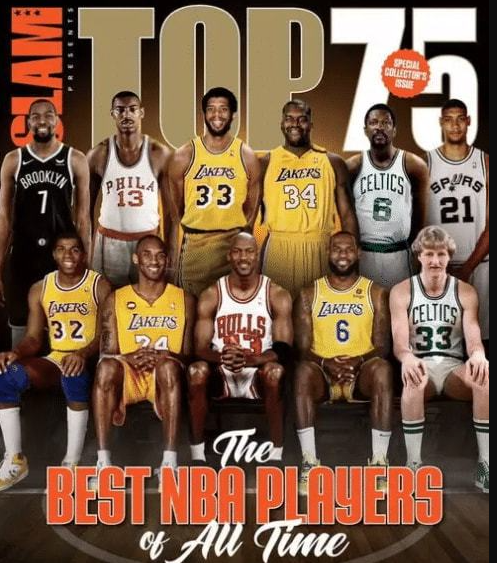 SLAM
PRESENTS
TOP 75
SPECIAL
COLLECTOR'S
ISSUE
BROOKLYN
7
PHILA
13
LAKERS
33
LAKERS
34
CELTICS
6
SPURS
21
LAKERS
32
LAKERS
24
BULLS
LAKERS
6
CELTICS
33
The
BEST NBA PLAYERS
of All Time